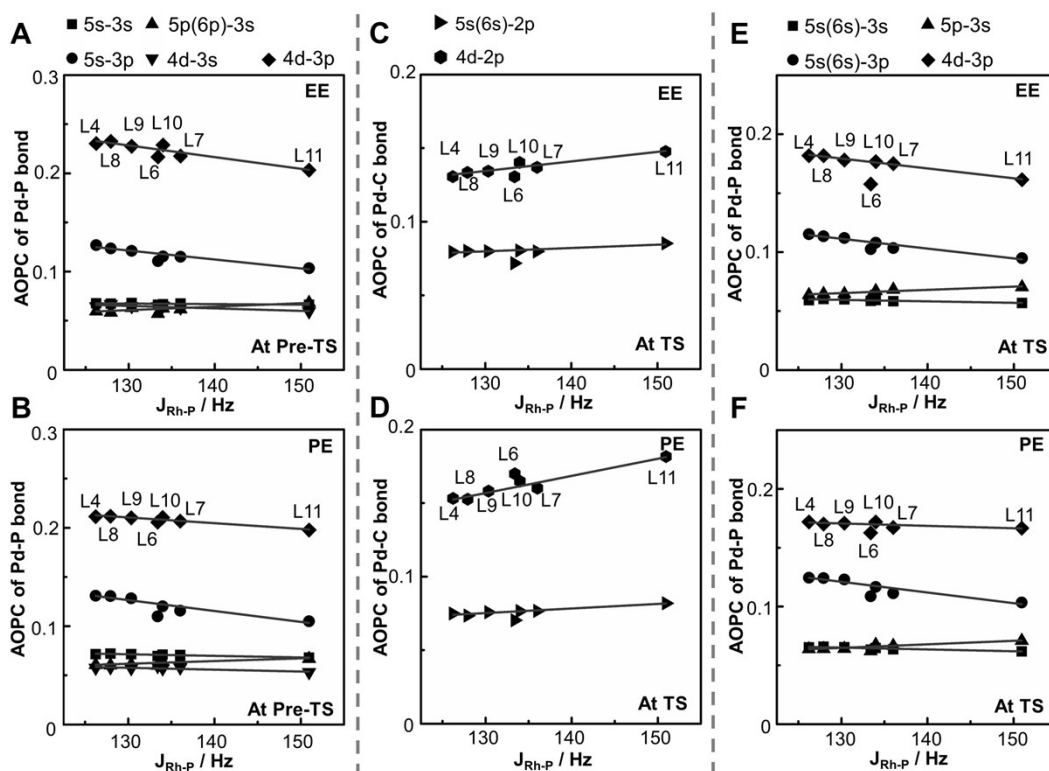 A
5s-3s 5p(6p)-3s
5s-3p 4d-3s 4d-3p
0.3
EE
L4 L9 L10 L7
L8 L6 L11
0.2
0.1
0
AOPC of Pd-P bond
At Pre-TS
130 140 150
J_Rh-P / Hz
B
0.3
PE
L4 L9 L10 L7
L8 L6 L11
0.2
0.1
0
AOPC of Pd-P bond
At Pre-TS
130 140 150
J_Rh-P / Hz
C
5s(6s)-2p
4d-2p
0.2
EE
L4 L9 L10 L7
L8 L6 L11
0.1
0
AOPC of Pd-C bond
At TS
130 140 150
J_Rh-P / Hz
D
0.2
PE
L6
L8
L4 L9 L10 L7 L11
0.1
0
AOPC of Pd-C bond
At TS
130 140 150
J_Rh-P / Hz
E
5s(6s)-3s 5p-3s
5s(6s)-3p 4d-3p
EE
L4 L9 L10 L7
L8 L6 L11
0.2
0.1
0
AOPC of Pd-P bond
At TS
130 140 150
J_Rh-P / Hz
F
PE
L4 L9 L10 L7
L8 L6 L11
0.2
0.1
0
AOPC of Pd-P bond
At TS
130 140 150
J_Rh-P / Hz